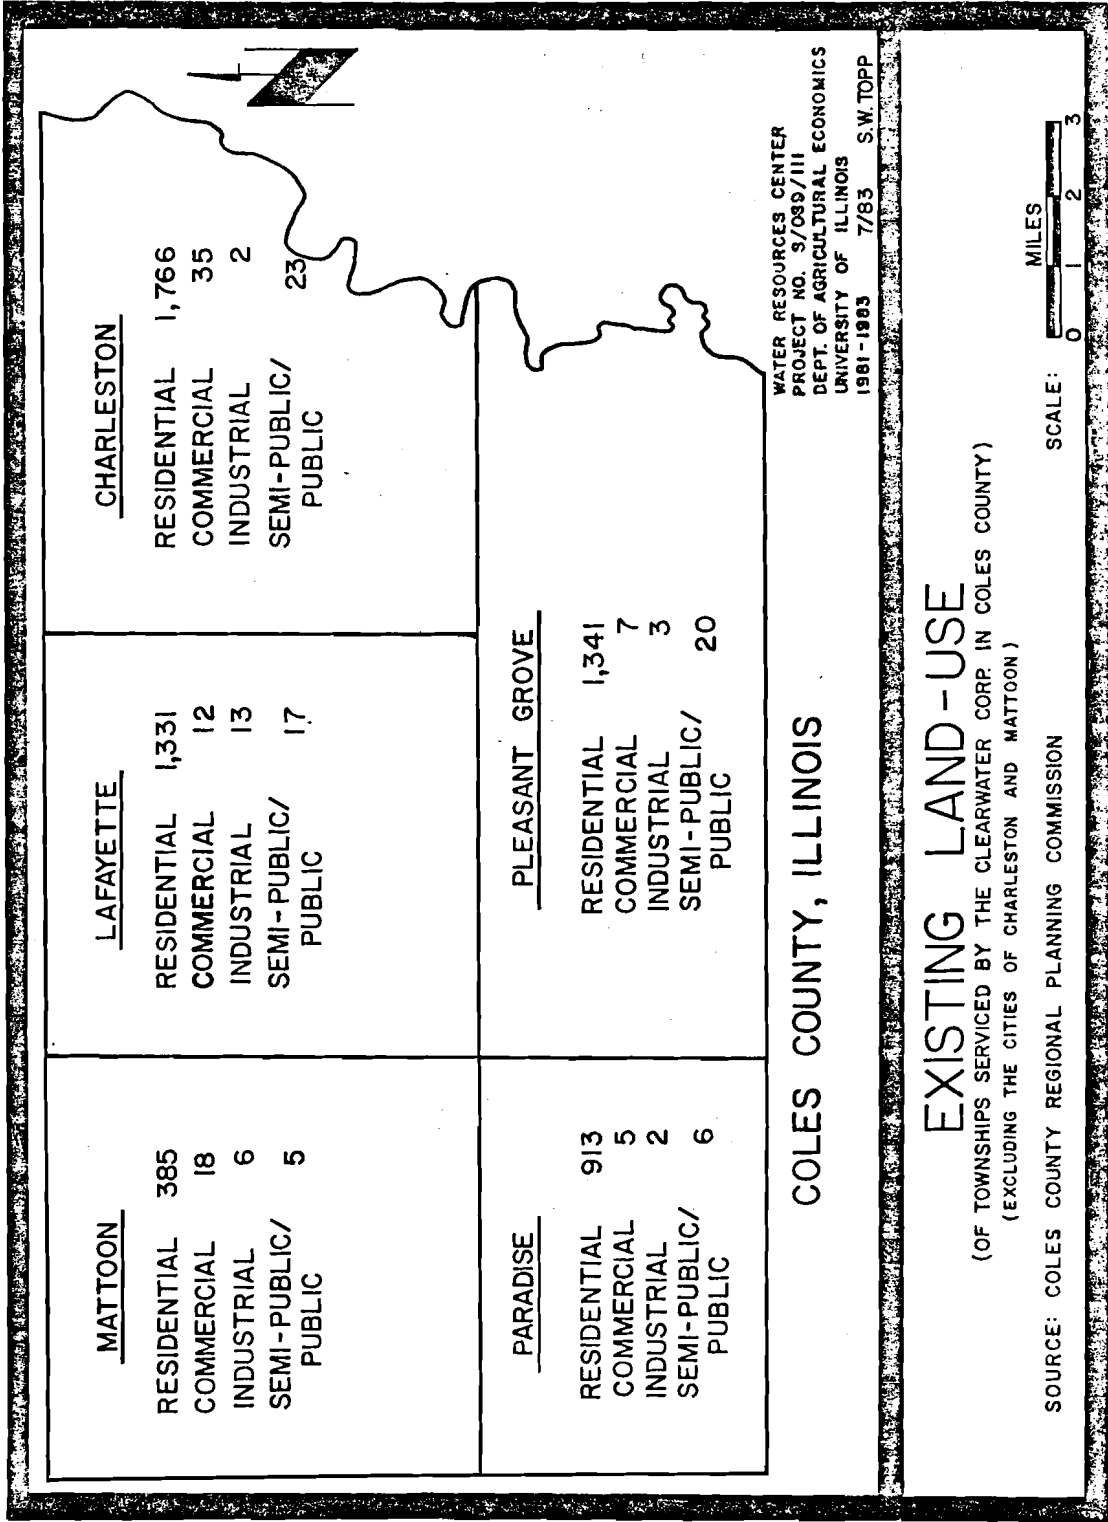 MATTOON
RESIDENTIAL 385
COMMERCIAL 18
INDUSTRIAL 6
SEMI-PUBLIC/ 5
PUBLIC
LAFAYETTE
RESIDENTIAL 1,331
COMMERCIAL 12
INDUSTRIAL 13
SEMI-PUBLIC/ 17
PUBLIC
CHARLESTON
RESIDENTIAL 1,766
COMMERCIAL 35
INDUSTRIAL 2
SEMI-PUBLIC/ 23
PUBLIC
PARADISE
RESIDENTIAL 913
COMMERCIAL 5
INDUSTRIAL 2
SEMI-PUBLIC/ 6
PUBLIC
PLEASANT GROVE
RESIDENTIAL 1,341
COMMERCIAL 7
INDUSTRIAL 3
SEMI-PUBLIC/ 20
PUBLIC
COLES COUNTY, ILLINOIS
WATER RESOURCES CENTER
PROJECT NO. S/039/111
DEPT. OF AGRICULTURAL ECONOMICS
UNIVERSITY OF ILLINOIS
1981-1983 7/83 S.W. TOPP
EXISTING LAND-USE
(OF TOWNSHIPS SERVICED BY THE CLEARWATER CORP. IN COLES COUNTY)
(EXCLUDING THE CITIES OF CHARLESTON AND MATTOON)
SOURCE: COLES COUNTY REGIONAL PLANNING COMMISSION
SCALE:
MILES
0 1 2 3